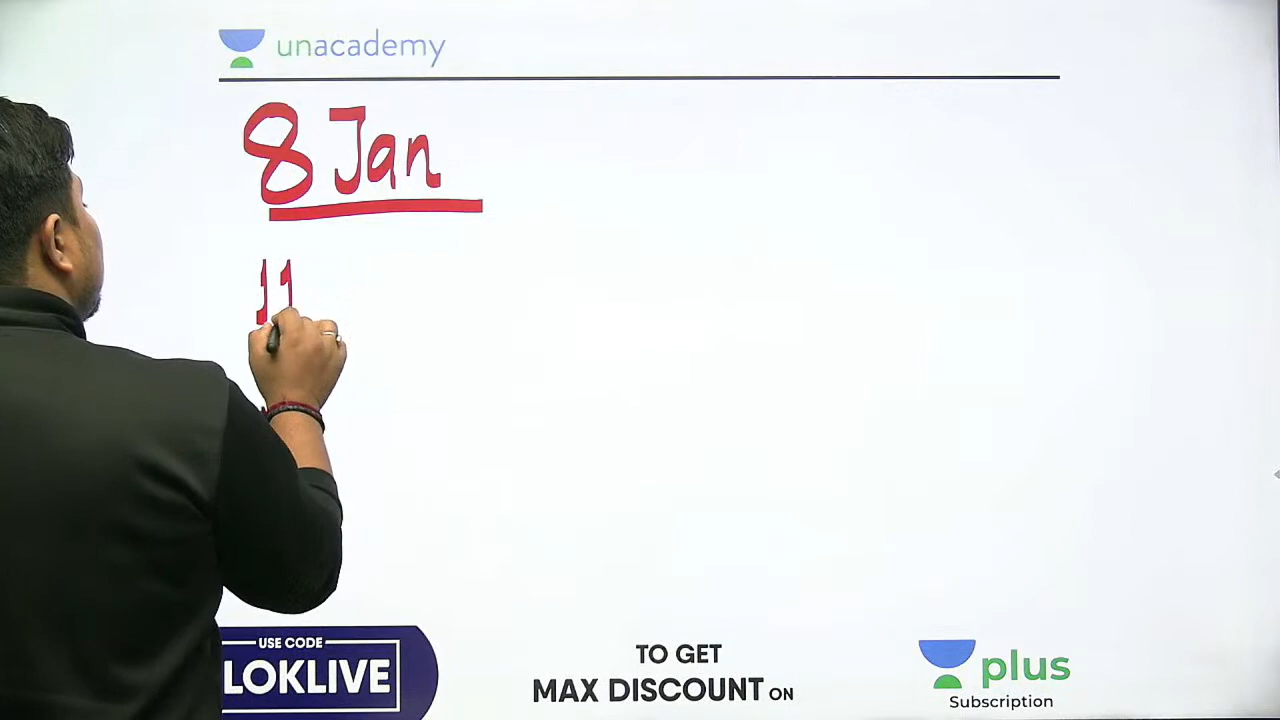 unacademy
8 Jan
11
USE CODE
LOKLIVE
TO GET
MAX DISCOUNT ON
plus
Subscription